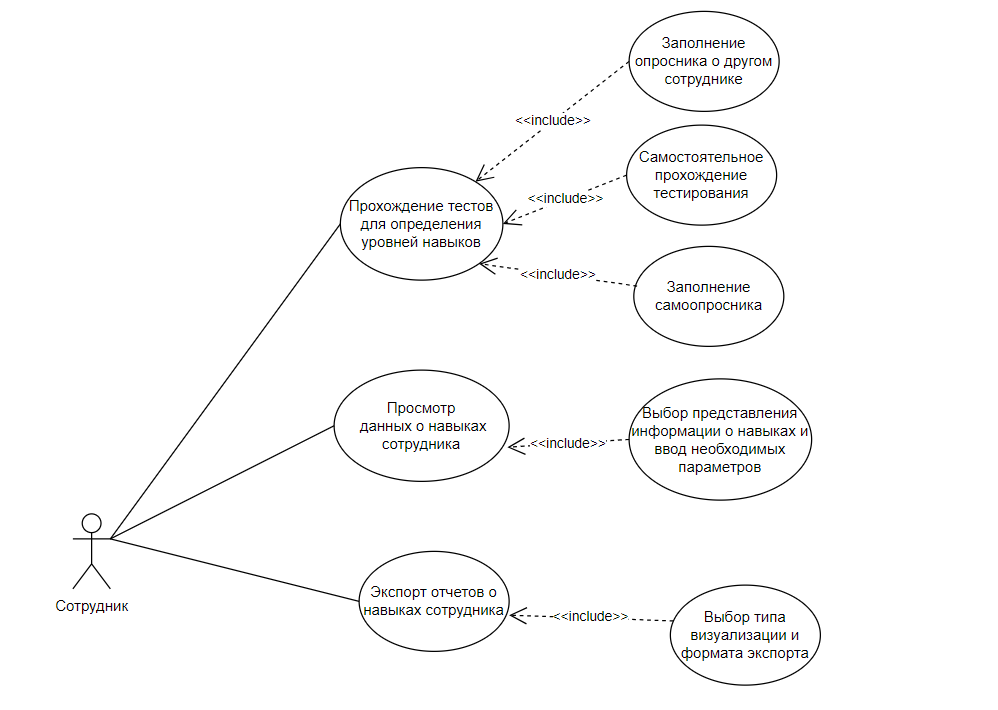 Заполнение
опросника о другом
сотруднике
<<include>>
Самостоятельное
прохождение
тестирования
<<include>>
Прохождение тестов
для определения
уровней навыков
<<include>>
Заполнение
самоопросника
Просмотр
данных о навыках
сотрудника
<<include>>
Выбор представления
информации о навыках и
ввод необходимых
параметров
Сотрудник
Экспорт отчетов о
навыках сотрудника
<<include>>
Выбор типа
визуализации и
формата экспорта